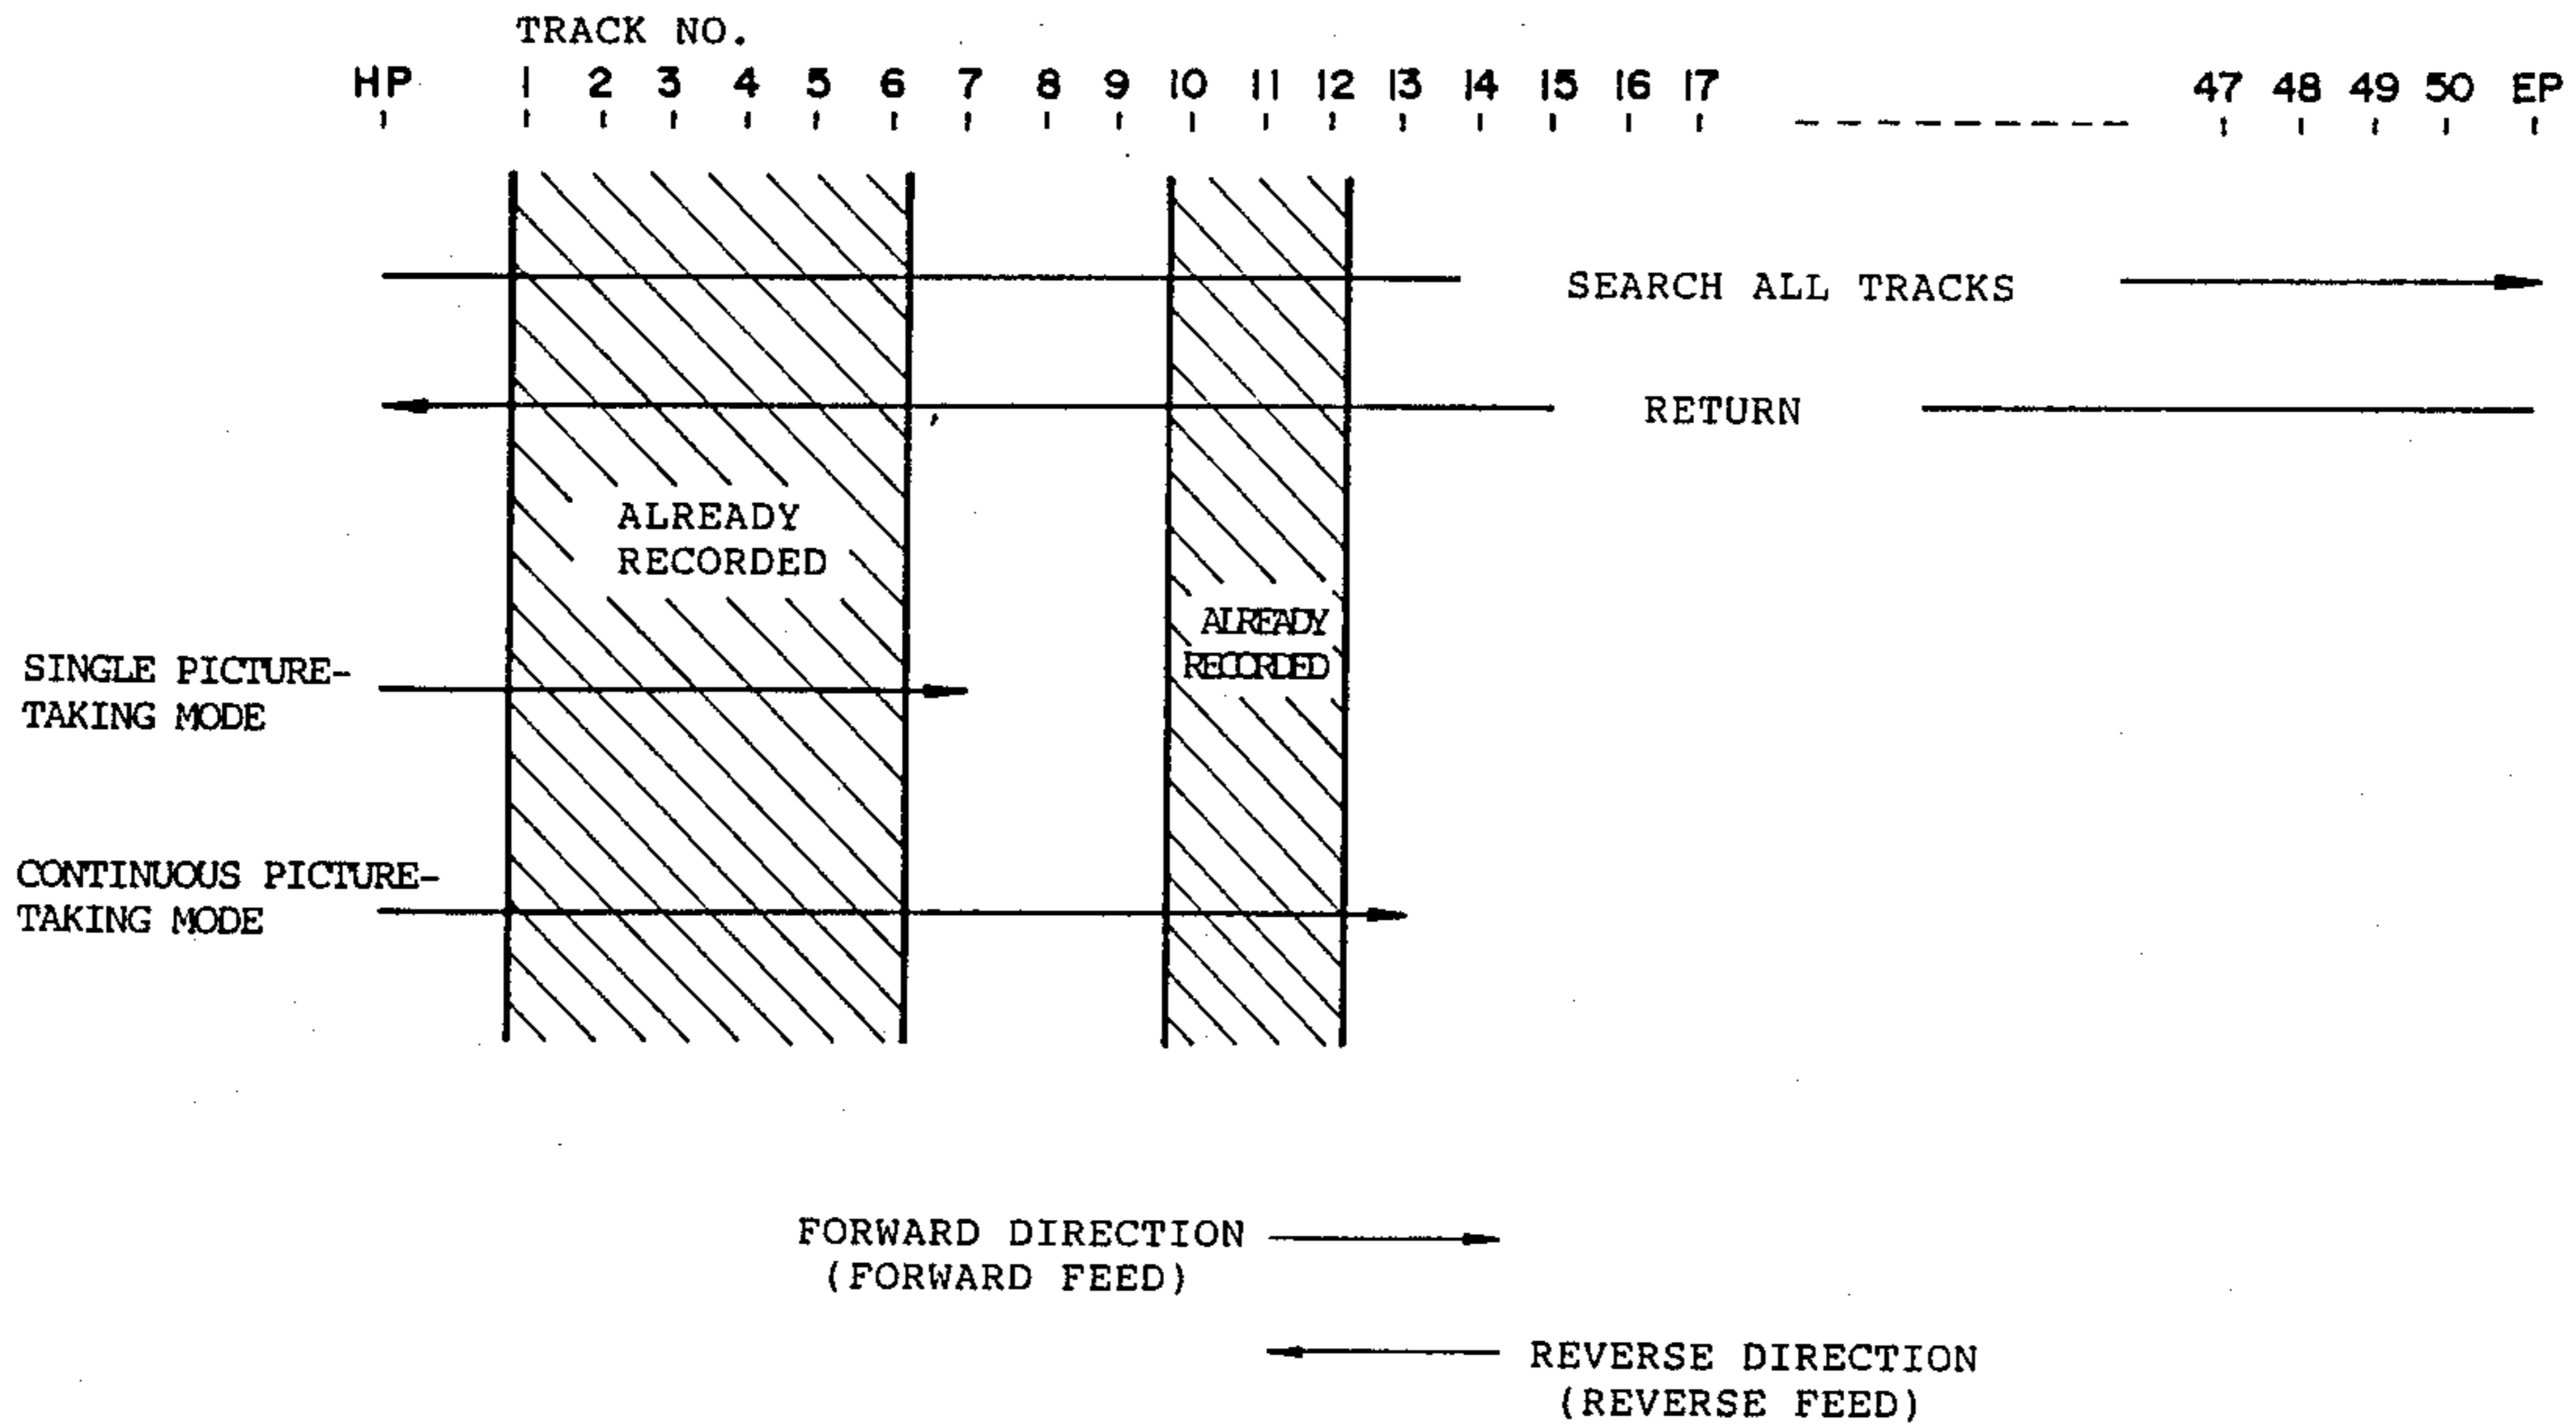 TRACK NO.
HP 1 2 3 4 5 6 7 8 9 10 11 12 13 14 15 16 17 47 48 49 50 EP
SEARCH ALL TRACKS
RETURN
ALREADY
RECORDED
ALREADY
RECORDED
SINGLE PICTURE-
TAKING MODE
CONTINUOUS PICTURE-
TAKING MODE
FORWARD DIRECTION
(FORWARD FEED)
REVERSE DIRECTION
(REVERSE FEED)